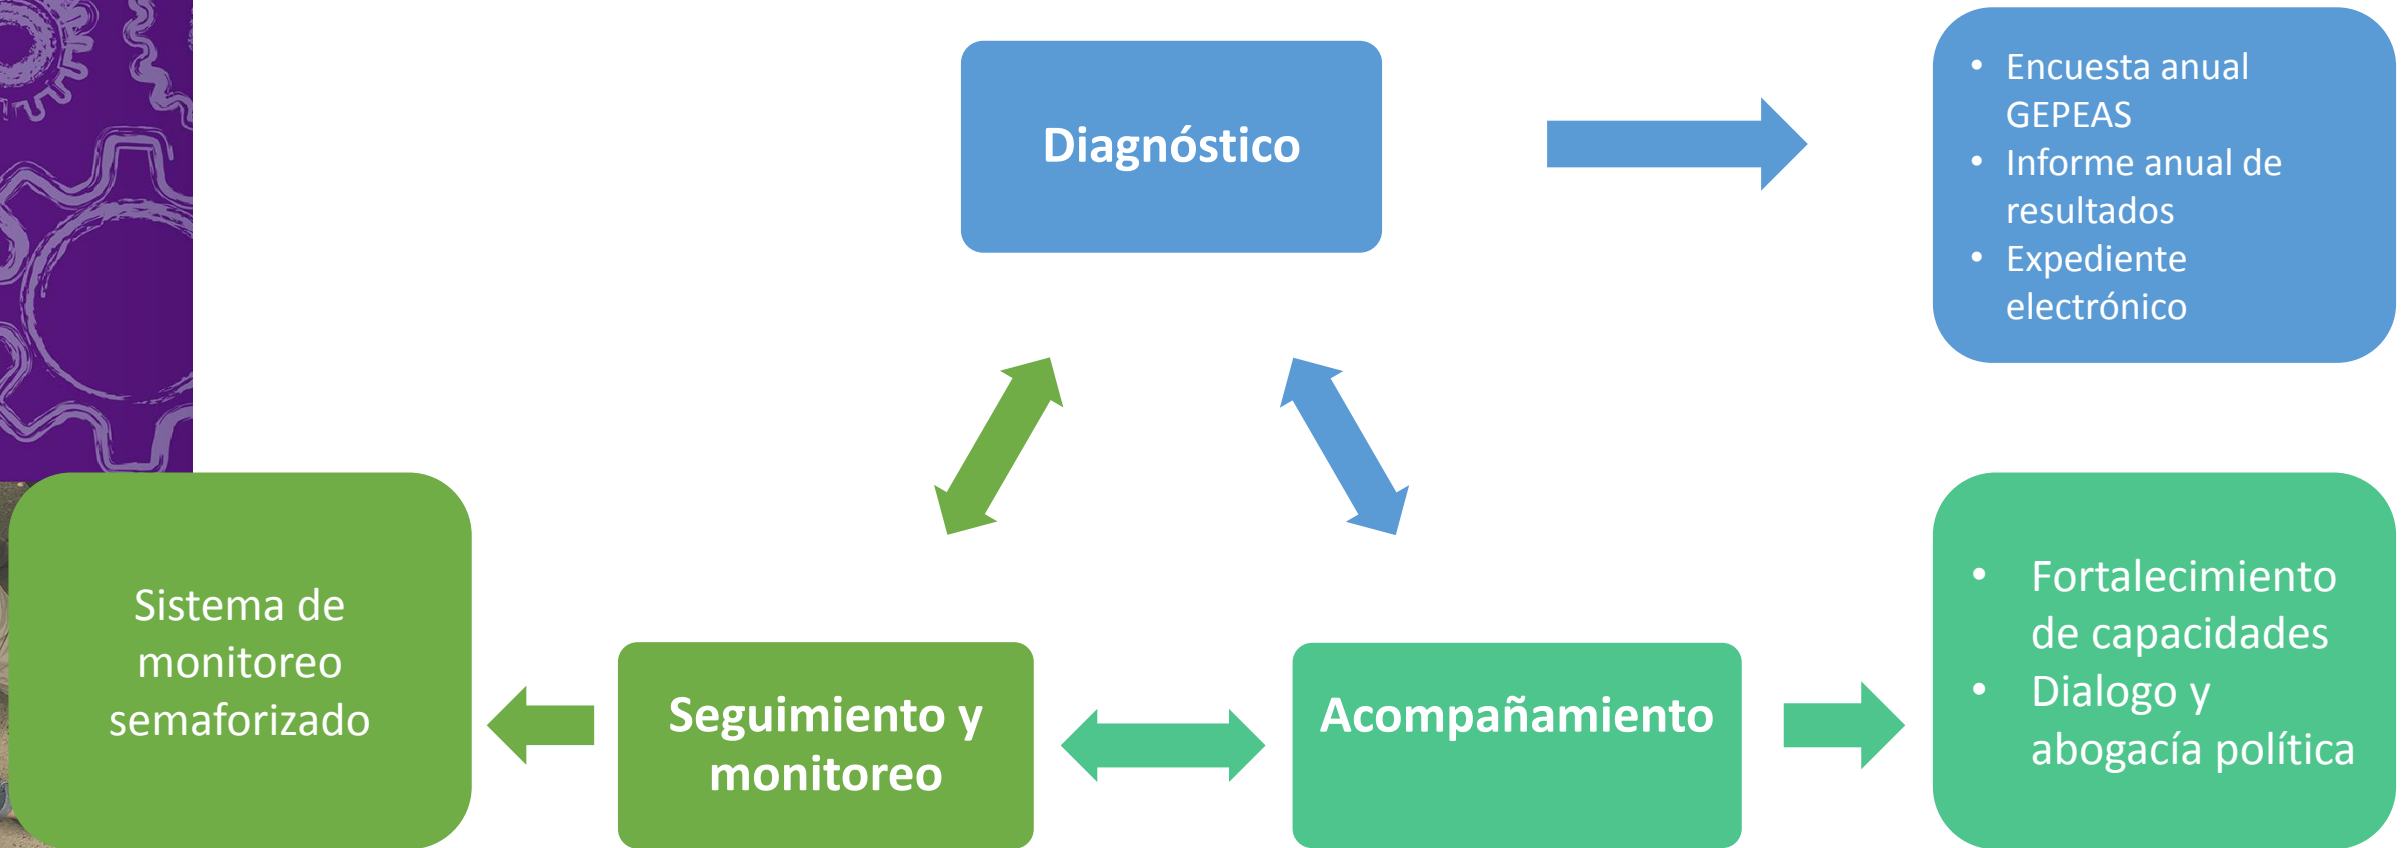 Diagnóstico
• Encuesta anual
GEPEAS
• Informe anual de
resultados
• Expediente
electrónico
Sistema de
monitoreo
semaforizado
Seguimiento y
monitoreo
Acompañamiento
• Fortalecimiento
de capacidades
• Dialogo y
abogacía política